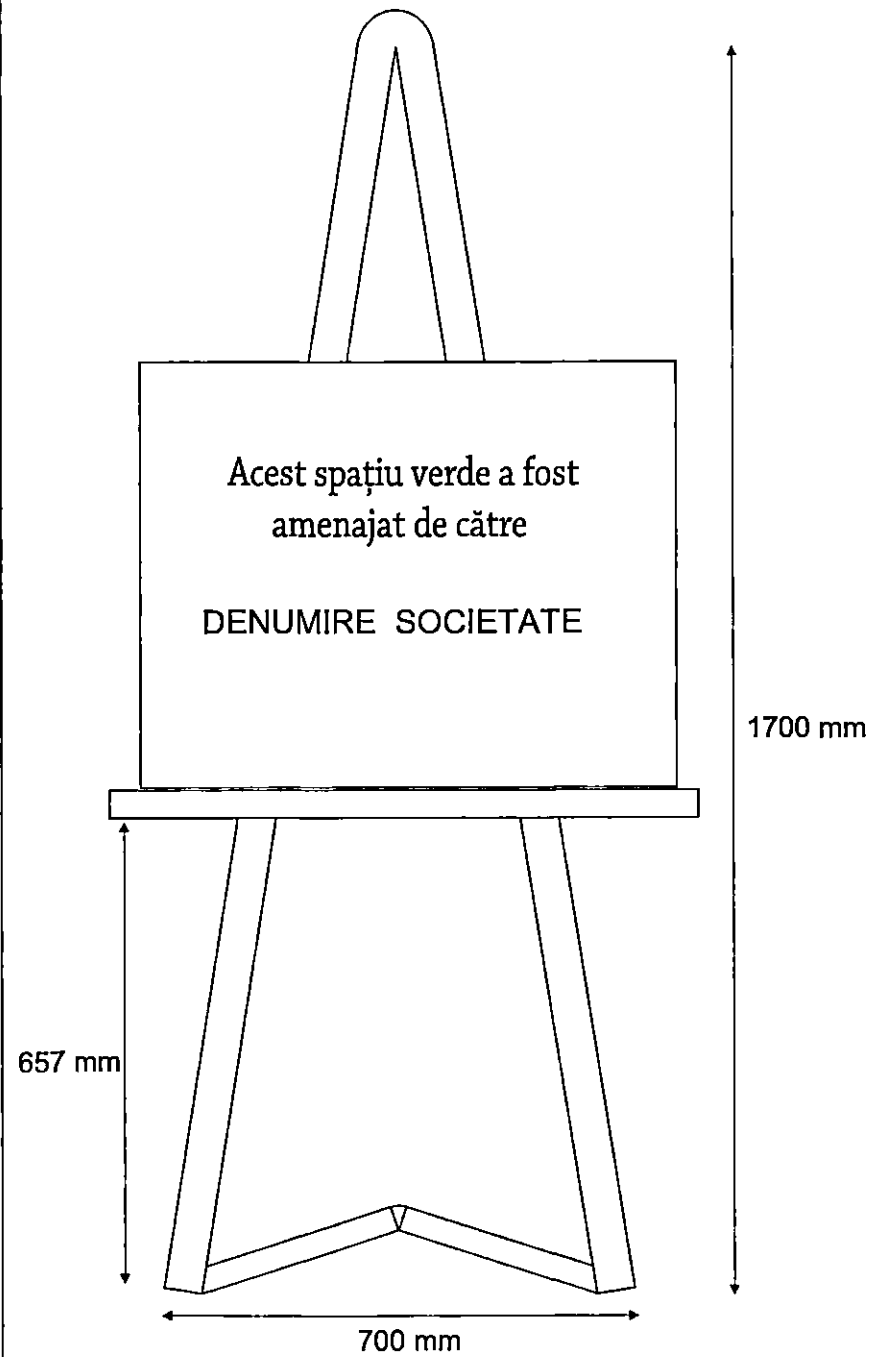 Acest spațiu verde a fost
amenajat de către
DENUMIRE SOCIETATE
1700 mm
657 mm
700 mm